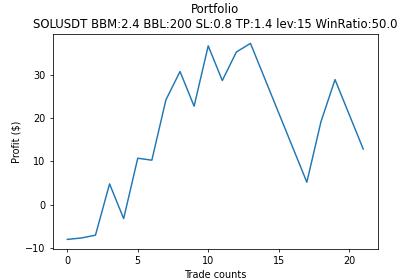 Portfolio
SOLUSDT BBM:2.4 BBL:200 SL:0.8 TP:1.4 lev:15 WinRatio:50.0
Profit ($)
30
20
10
0
−10
0
5
10
15
20
Trade counts